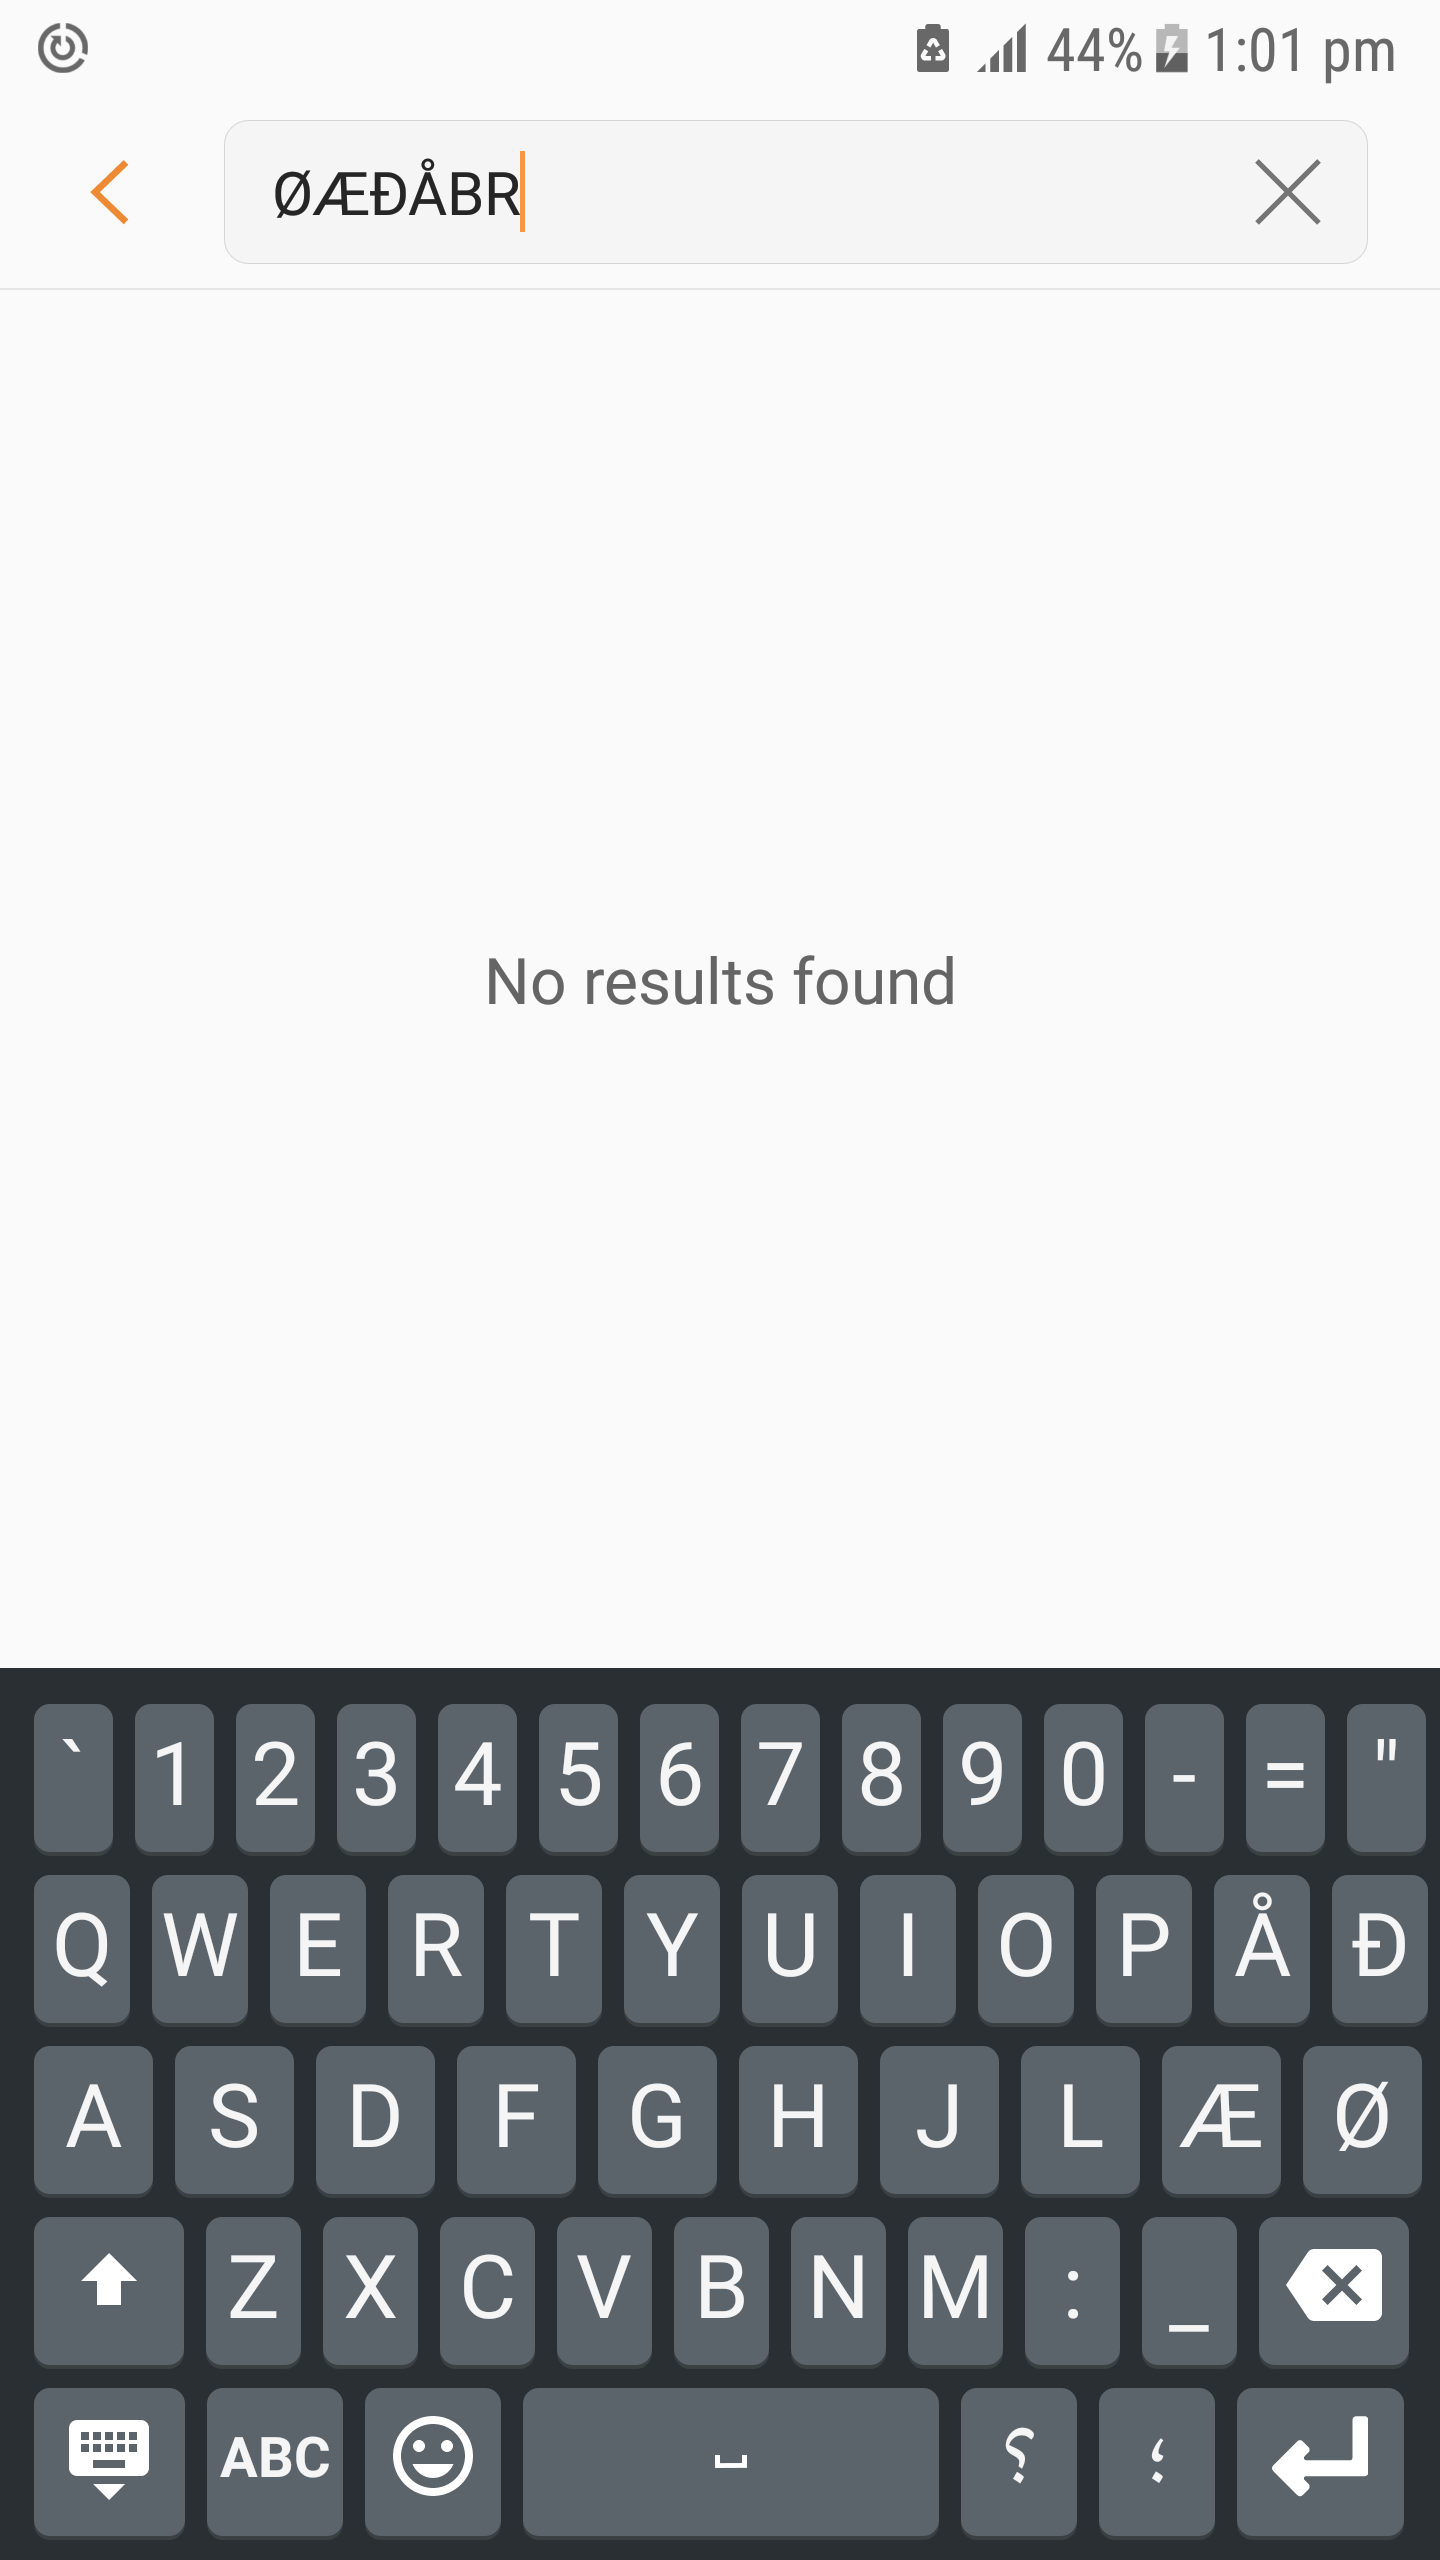 44% 1:01 pm
ØÆĐÅBR
No results found
` 1 2 3 4 5 6 7 8 9 0 - = "
Q W E R T Y U I O P Å Đ
A S D F G H J L Æ Ø
Z X C V B N M : _
ABC ؟ ؛